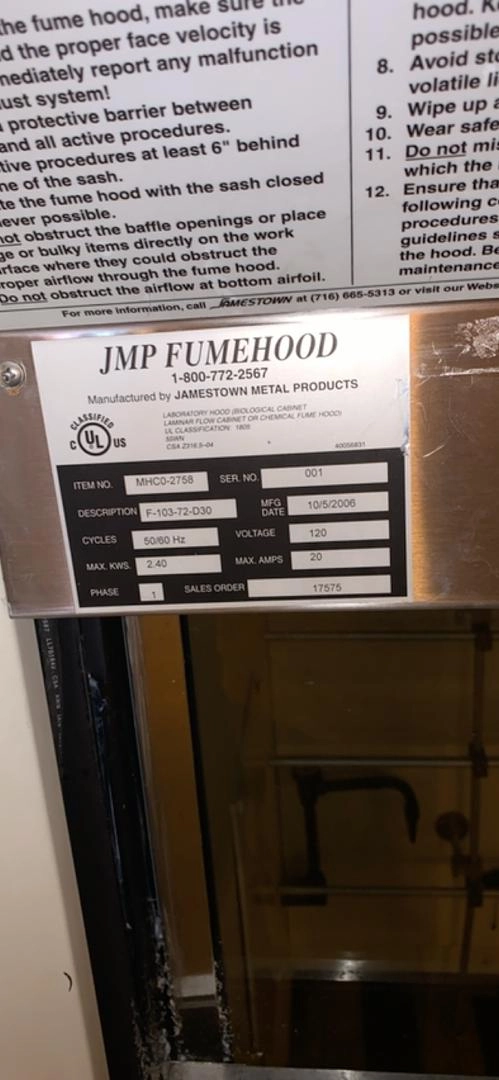 the fume hood, make sure the
d the proper face velocity is
mediately report any malfunction
ust system!
protective barrier between
and all active procedures.
tive procedures at least 6" behind
ne of the sash.
te the fume hood with the sash closed
ever possible.
not obstruct the baffle openings or place
ge or bulky items directly on the work
rface where they could obstruct the
roper airflow through the fume hood.
Do not obstruct the airflow at bottom airfoil.
hood. K
possible
8. Avoid sto
volatile li
9. Wipe up a
10. Wear safe
11. Do not mi
which the
12. Ensure tha
following c
procedures
guidelines s
the hood. Be
maintenance
For more information, call JAMESTOWN at (716) 665-5313 or visit our Webs
JMP FUMEHOOD
1-800-772-2567
Manufactured by JAMESTOWN METAL PRODUCTS
CLASSIFIED
C UL US
LABORATORY HOOD (BIOLOGICAL CABINET
LAMINAR FLOW CABINET OR CHEMICAL FUME HOOD)
UL CLASSIFICATION 1805
55WN
CSA Z316.5-04
40056831
ITEM NO. MHC0-2758 SER. NO. 001
DESCRIPTION F-103-72-D30 MFG DATE 10/5/2006
CYCLES 50/60 Hz VOLTAGE 120
MAX. KWS. 2.40 MAX. AMPS 20
PHASE 1 SALES ORDER 17575